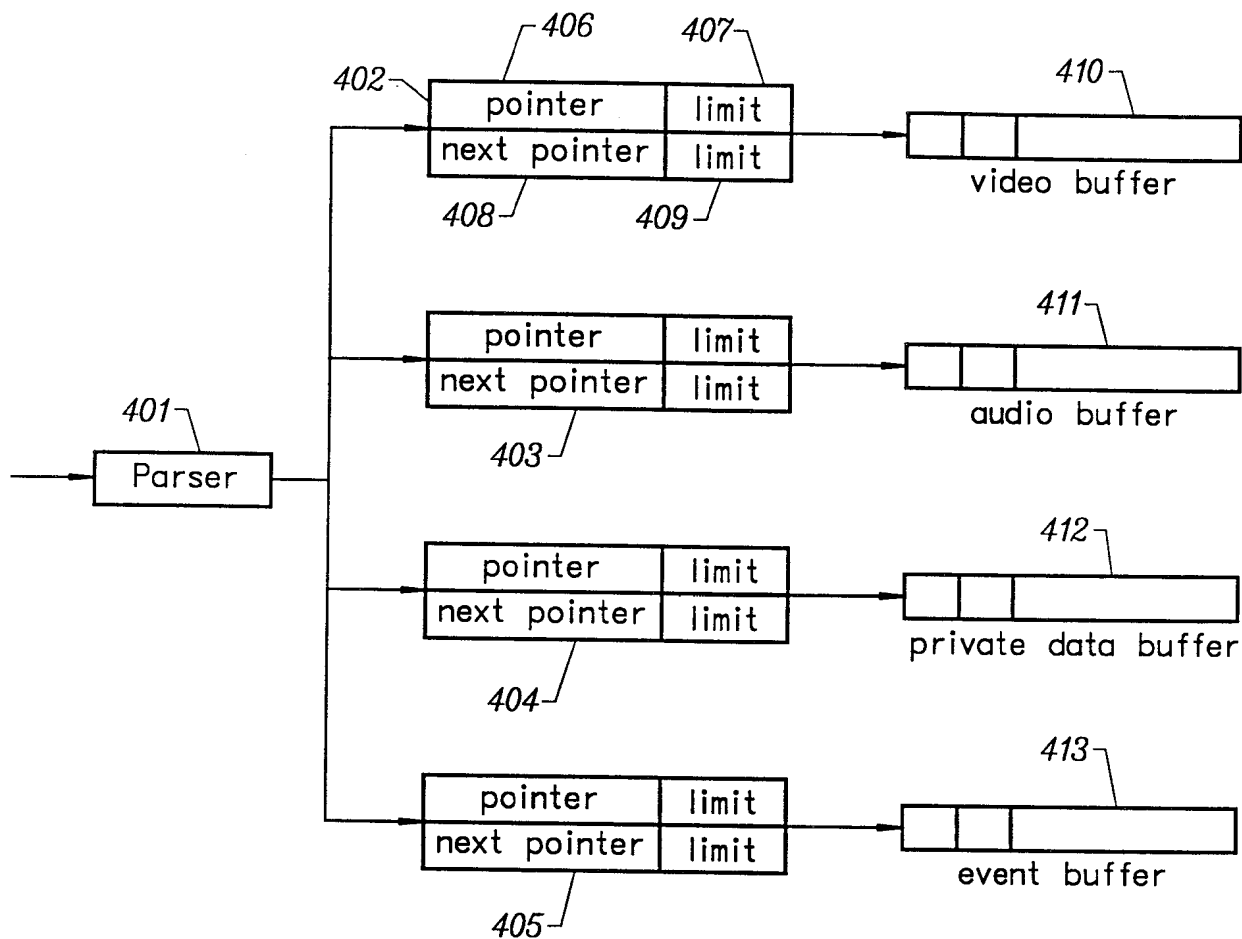 406
407
402
pointer limit
next pointer limit
408
409
410
video buffer
pointer limit
next pointer limit
403
411
audio buffer
401
Parser
pointer limit
next pointer limit
404
412
private data buffer
pointer limit
next pointer limit
405
413
event buffer